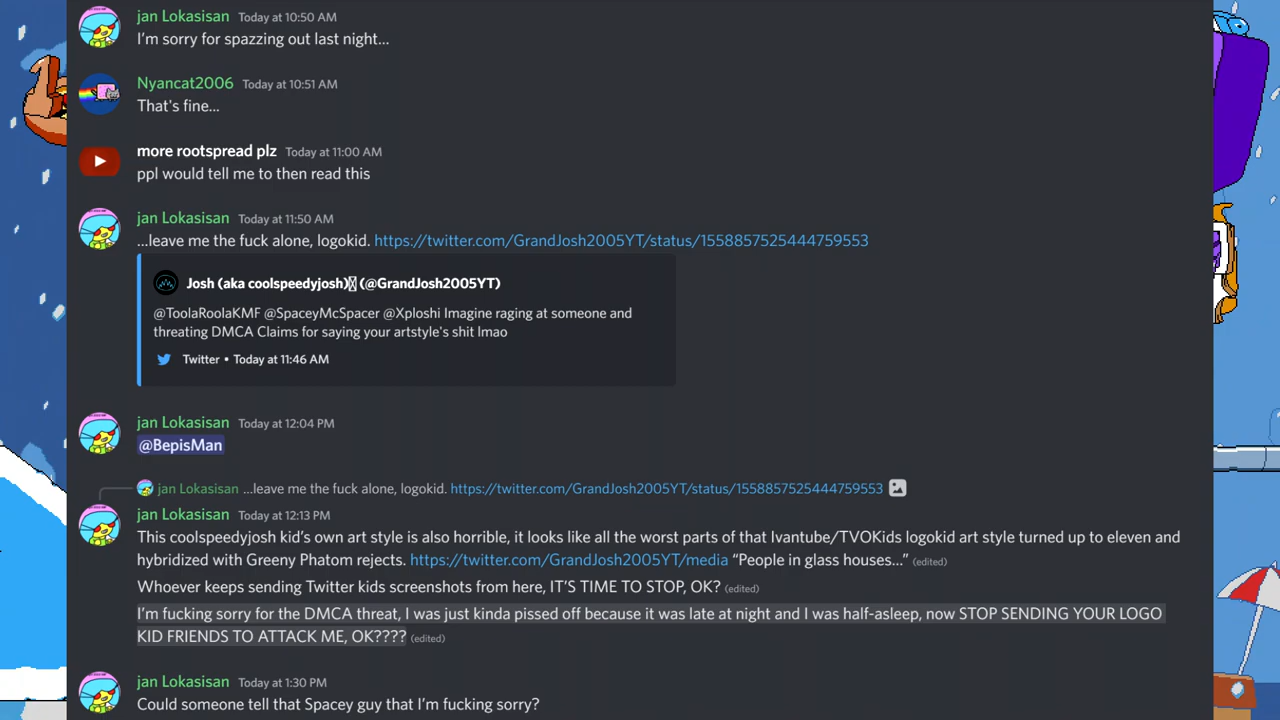 jan Lokasisan Today at 10:50 AM
I'm sorry for spazzing out last night...
Nyancat2006 Today at 10:51 AM
That's fine...
more rootspread plz Today at 11:00 AM
ppl would tell me to then read this
jan Lokasisan Today at 11:50 AM
...leave me the fuck alone, logokid. https://twitter.com/GrandJosh2005YT/status/1558857525444759553
Josh (aka coolspeedyjosh) (@GrandJosh2005YT)
@ToolaRoolaKMF @SpaceyMcSpacer @Xploshi Imagine raging at someone and
threating DMCA Claims for saying your artstyle's shit lmao
Twitter • Today at 11:46 AM
jan Lokasisan Today at 12:04 PM
@BepisMan
jan Lokasisan ...leave me the fuck alone, logokid. https://twitter.com/GrandJosh2005YT/status/1558857525444759553
jan Lokasisan Today at 12:13 PM
This coolspeedyjosh kid's own art style is also horrible, it looks like all the worst parts of that Ivantube/TVOKids logokid art style turned up to eleven and
hybridized with Greeny Phatom rejects. https://twitter.com/GrandJosh2005YT/media “People in glass houses...” (edited)
Whoever keeps sending Twitter kids screenshots from here, IT'S TIME TO STOP, OK? (edited)
I'm fucking sorry for the DMCA threat, I was just kinda pissed off because it was late at night and I was half-asleep, now STOP SENDING YOUR LOGO
KID FRIENDS TO ATTACK ME, OK???? (edited)
jan Lokasisan Today at 1:30 PM
Could someone tell that Spacey guy that I'm fucking sorry?